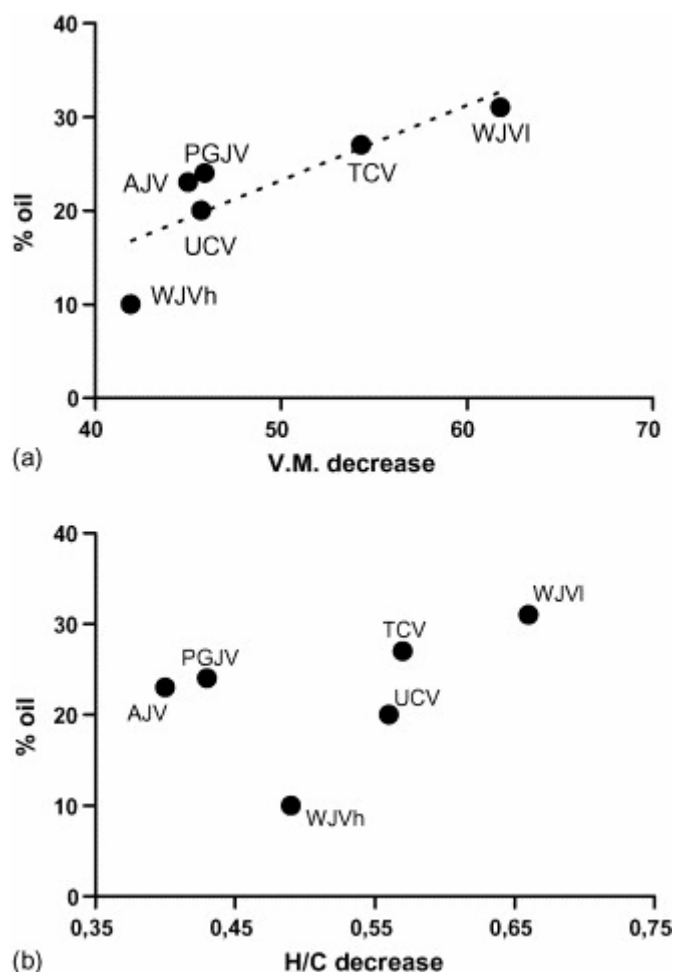 40
30
20
10
0
% oil
PGJV
AJV
UCV
WJVh
TCV
WJVl
40 50 60 70
(a)
V.M. decrease
40
30
20
10
0
% oil
WJVl
TCV
PGJV
UCV
AJV
WJVh
0,35 0,45 0,55 0,65 0,75
(b)
H/C decrease